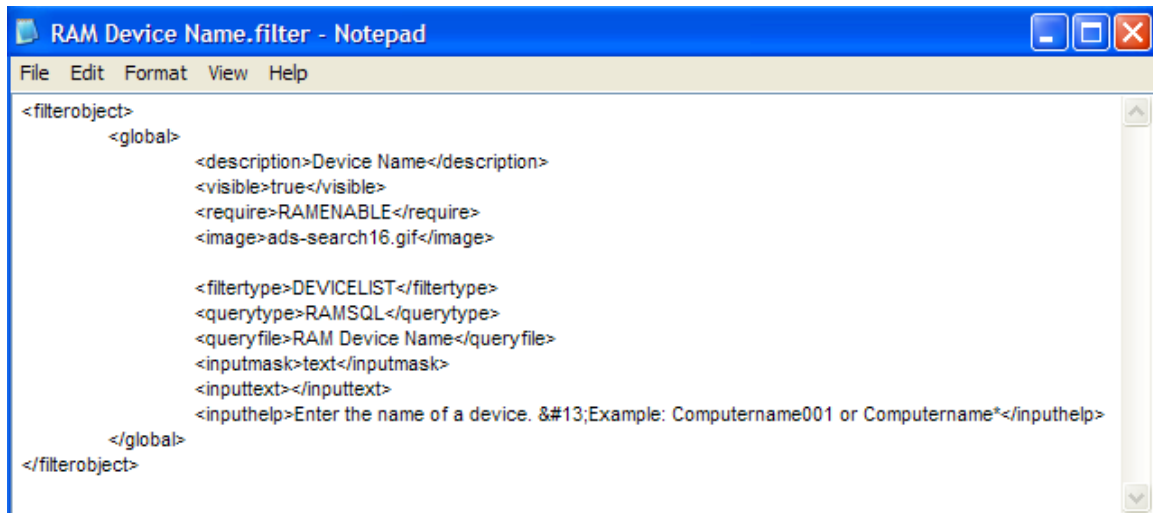 RAM Device Name.filter - Notepad
File Edit Format View Help
<filterobject>
<global>
<description>Device Name</description>
<visible>true</visible>
<require>RAMENABLE</require>
<image>ads-search16.gif</image>
<filtertype>DEVICELIST</filtertype>
<querytype>RAMSQL</querytype>
<queryfile>RAM Device Name</queryfile>
<inputmask>text</inputmask>
<inputtext></inputtext>
<inputhelp>Enter the name of a device. &#13;Example: Computername001 or Computername*</inputhelp>
</global>
</filterobject>